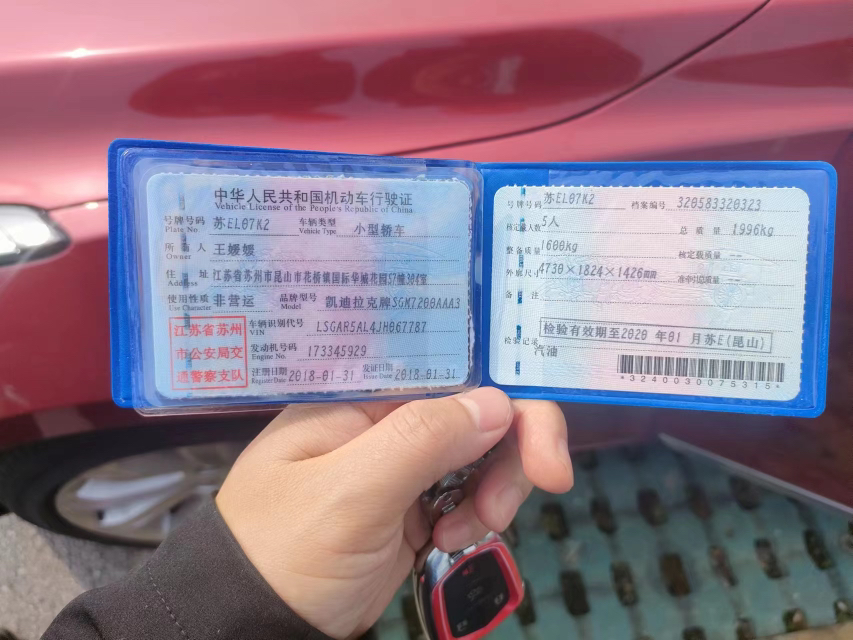 中华人民共和国机动车行驶证
Vehicle License of the People's Republic of China
号牌号码 苏EL07K2 车辆类型 小型轿车
Plate No. Vehicle Type
所有人 王媛媛
Owner
住址 江苏省苏州市昆山市花桥镇国际华城花园57幢304室
Address
使用性质 非营运 品牌型号 凯迪拉克牌SGM7200AAA3
Use Character Model
江苏省苏州
市公安局交
通警察支队
车辆识别代号 LSGAR5AL4JH067787
VIN
发动机号码 173345929
Engine No.
注册日期 2018-01-31 发证日期 2018-01-31
Register Date Issue Date
号牌号码 苏EL07K2 档案编号 320583320323
核定载人数 5人 总质量 1996kg
整备质量 1600kg 核定载质量 --
外廓尺寸 4730×1824×1426mm 准牵引总质量 --
备注
检验有效期至2020年01月苏E(昆山)
检验记录
汽油
*3240030075315*